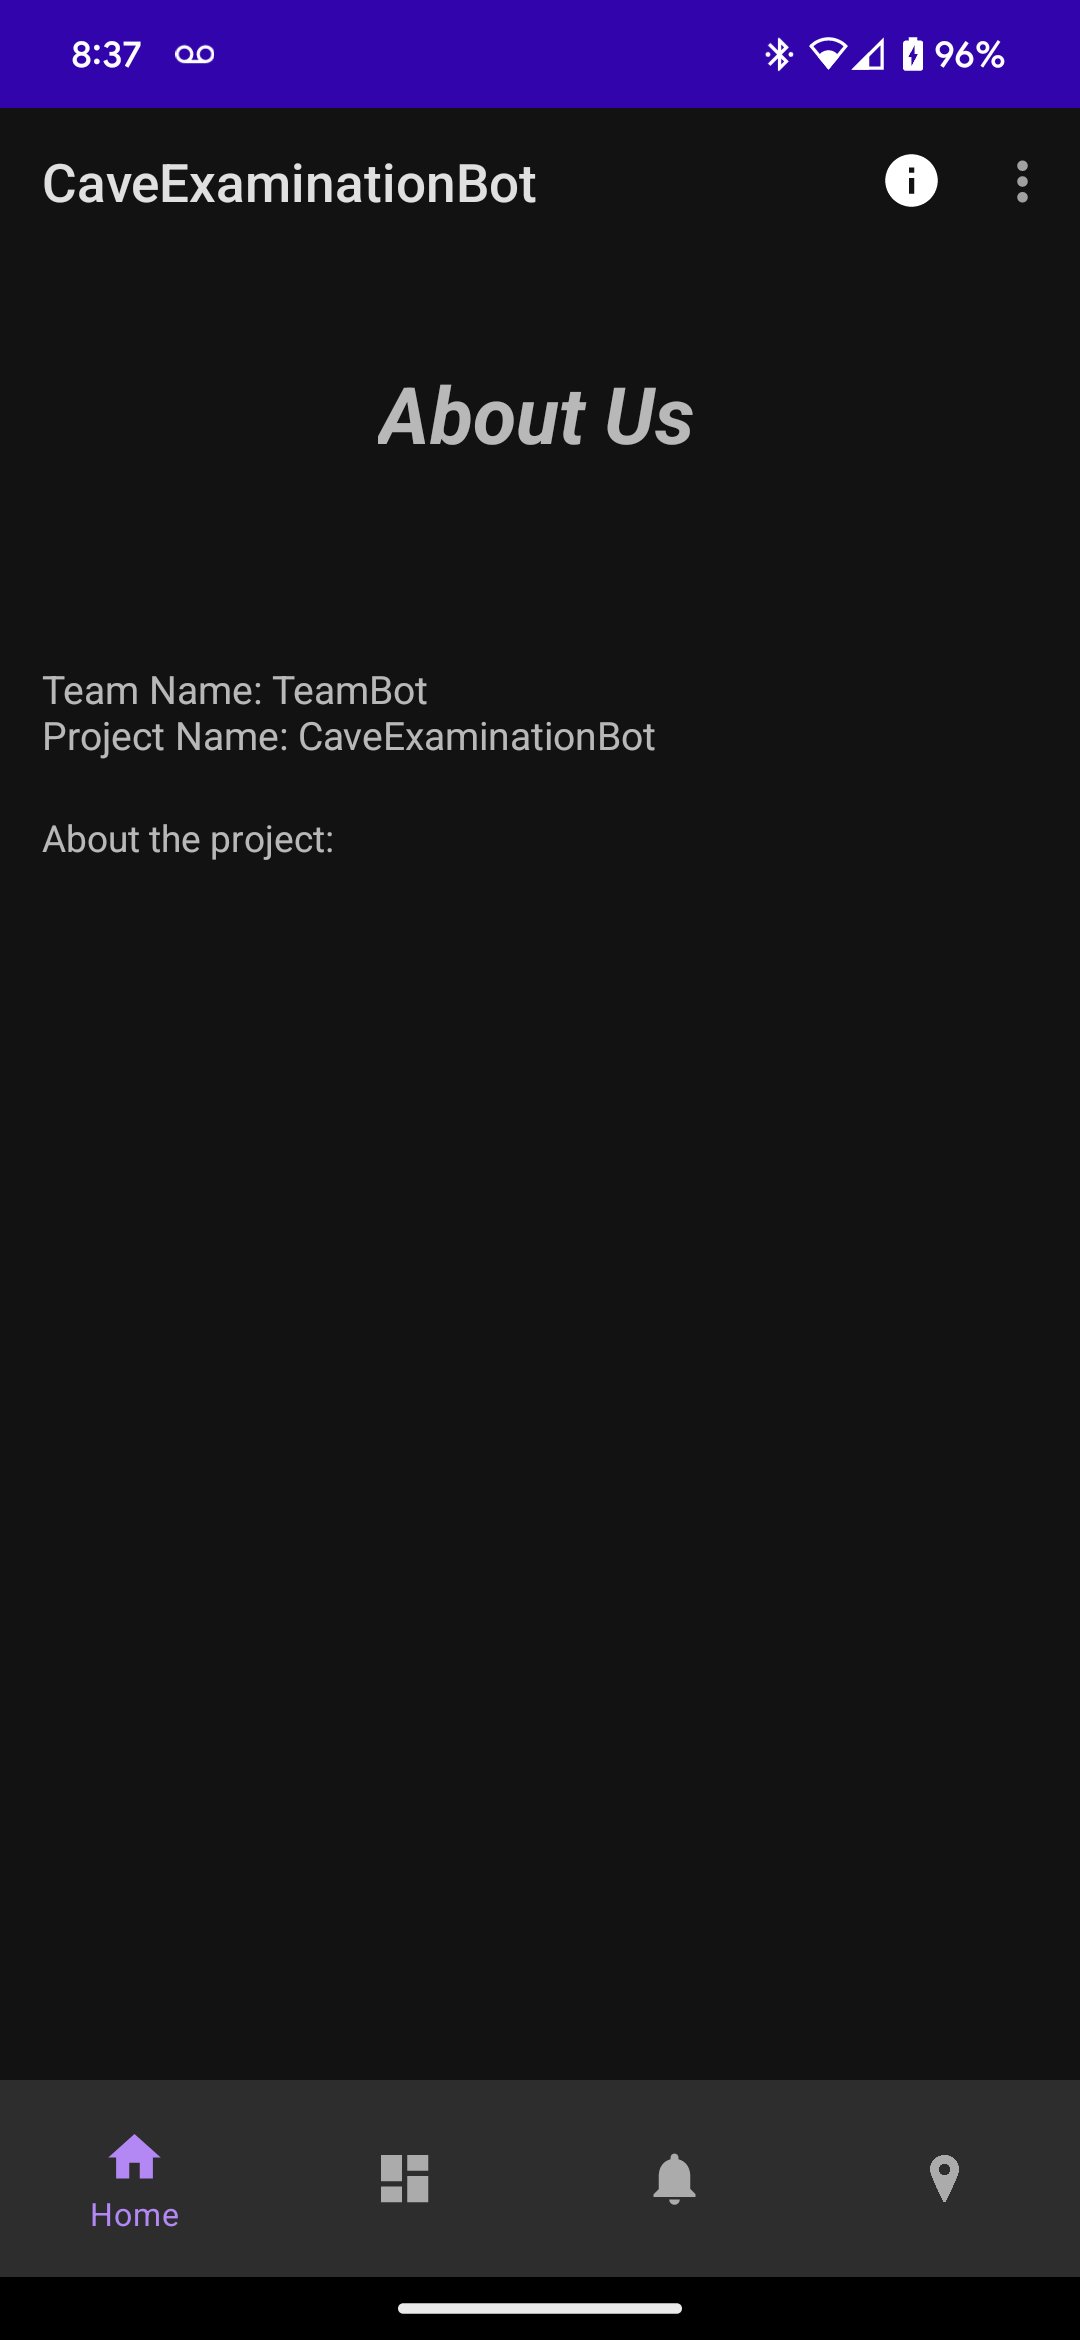 8:37
96%
CaveExaminationBot
About Us
Team Name: TeamBot
Project Name: CaveExaminationBot
About the project:
Home